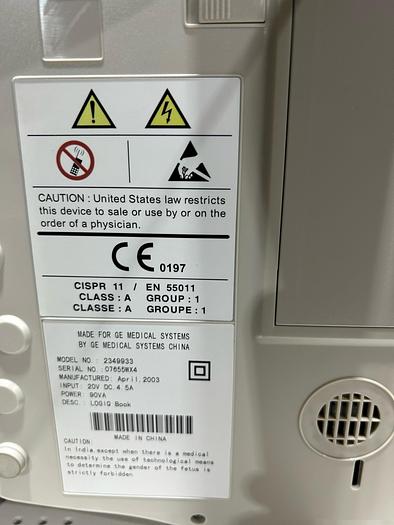 CAUTION : United States law restricts
this device to sale or use by or on the
order of a physician.
CE 0197
CISPR 11 / EN 55011
CLASS : A GROUP : 1
CLASSE : A GROUPE : 1
MADE FOR GE MEDICAL SYSTEMS
BY GE MEDICAL SYSTEMS CHINA
MODEL NO. : 2349933
SERIAL NO. : 07655WX4
MANUFACTURED: April, 2003
INPUT: 20V DC, 4.5A
POWER: 90VA
DESC. : LOGIQ Book
MADE IN CHINA
CAUTION:
In India,except when there is a medical
necessity the use of technological means
to determine the gender of the fetus is
strictly forbidden